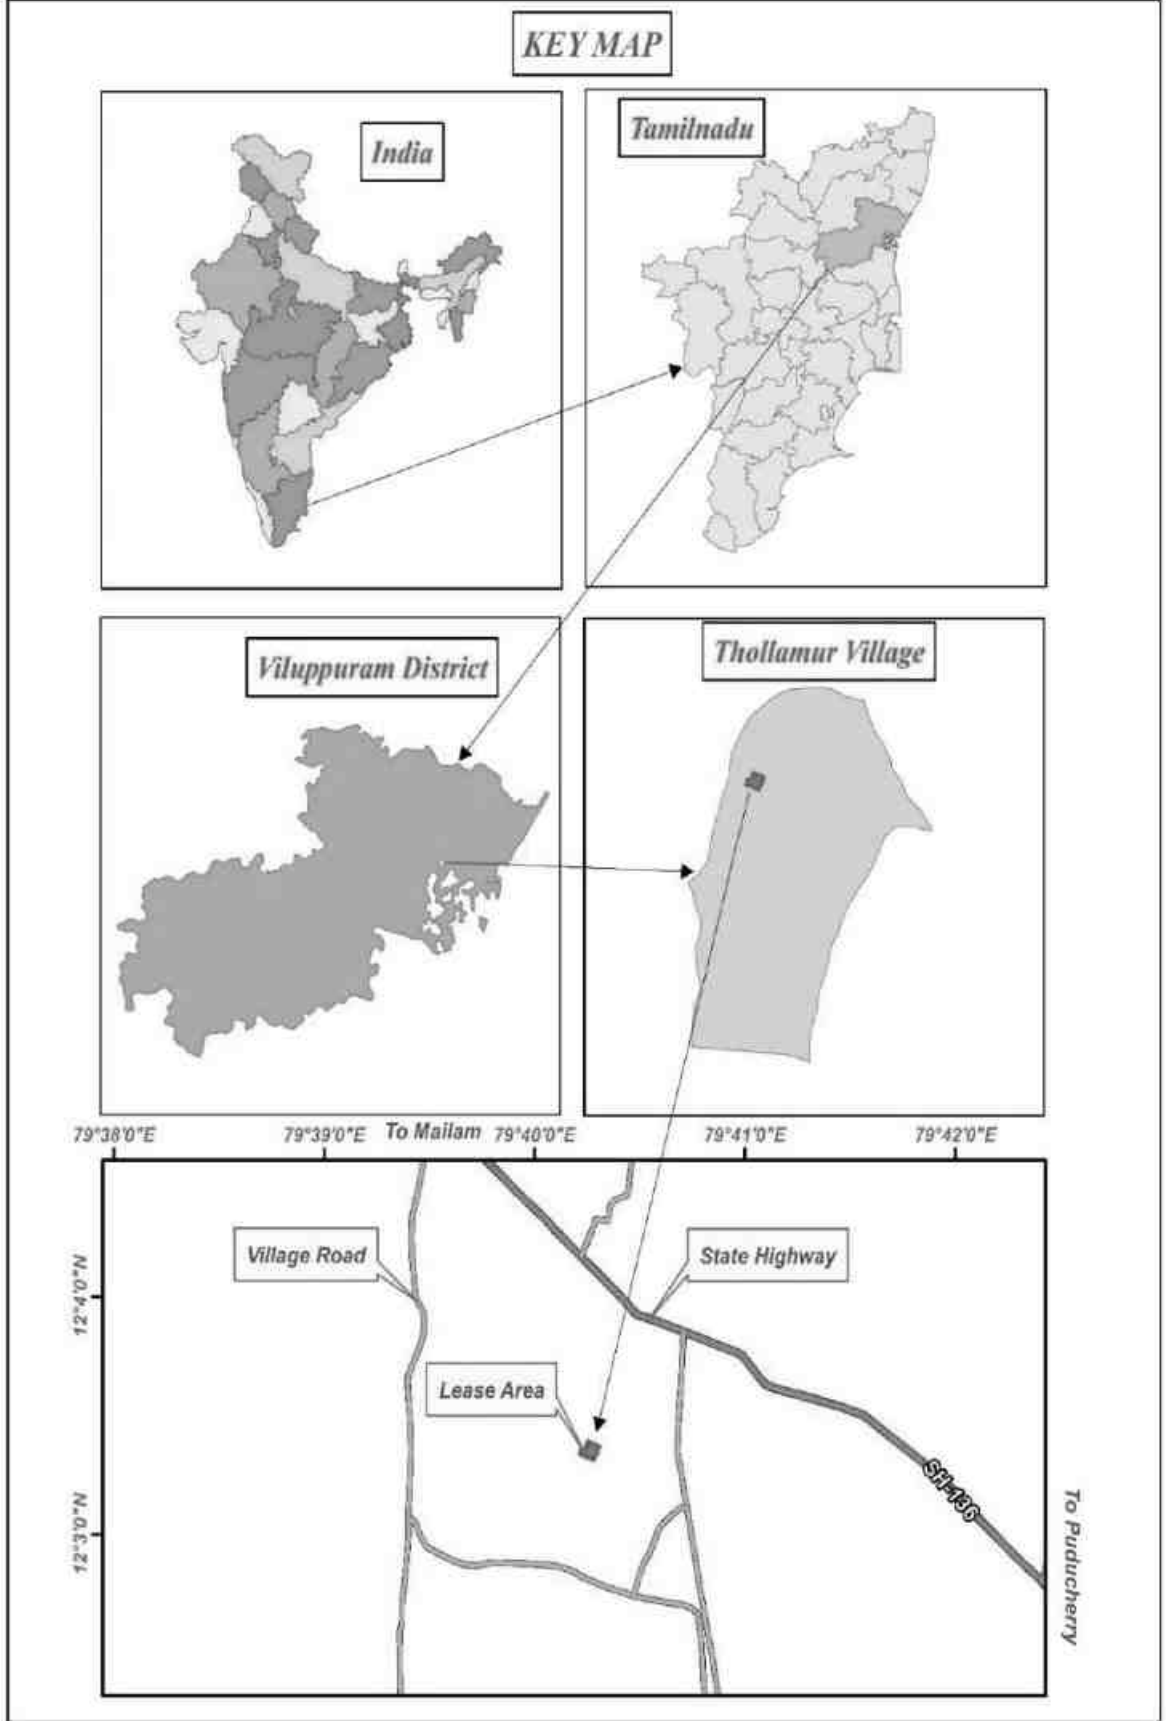 KEY MAP
India
Tamilnadu
Viluppuram District
Thollamur Village
79°38'0"E
79°39'0"E
To Mailam
79°40'0"E
79°41'0"E
79°42'0"E
Village Road
State Highway
12°4'0"N
Lease Area
SH-136
12°3'0"N
To Puducherry